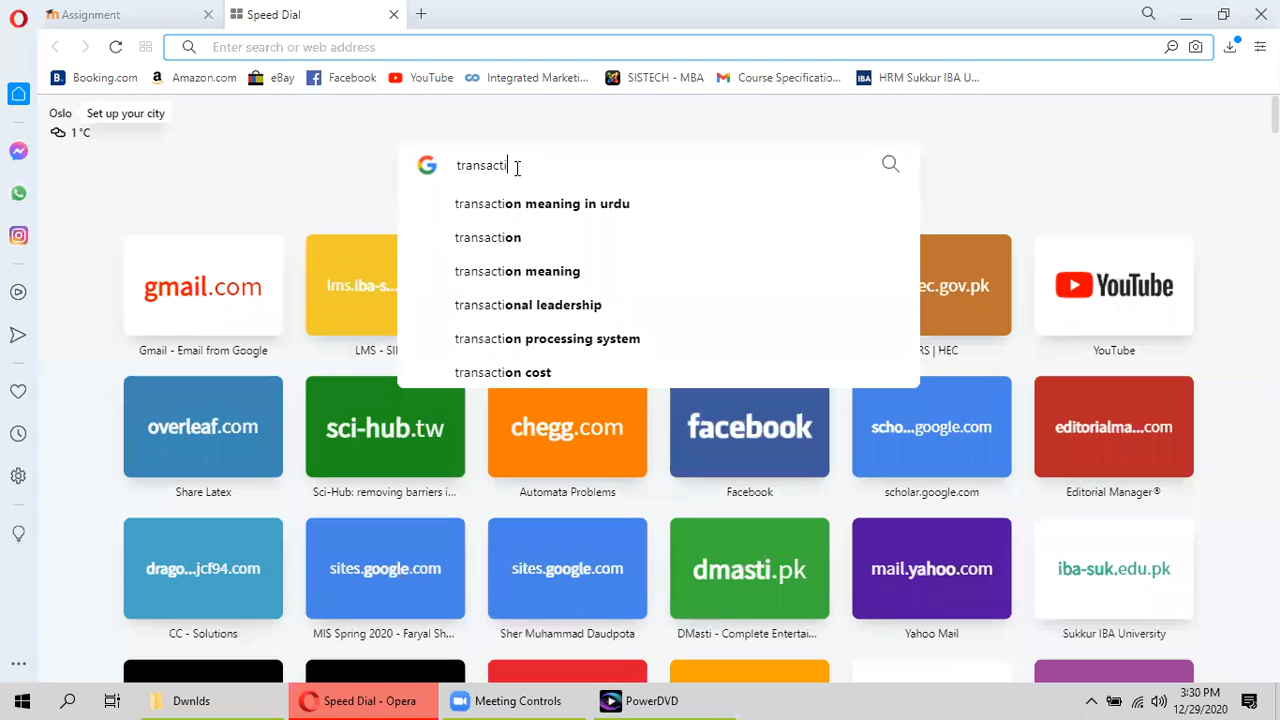 Assignment
Speed Dial
Enter search or web address
Booking.com
Amazon.com
eBay
Facebook
YouTube
Integrated Marketi...
SISTECH - MBA
Course Specificatio...
HRM Sukkur IBA U...
Oslo
Set up your city
1 °C
transacti
transaction meaning in urdu
transaction
transaction meaning
transactional leadership
transaction processing system
transaction cost
gmail.com
lms.iba-s...
ec.gov.pk
YouTube
Gmail - Email from Google
LMS - SI
RS | HEC
YouTube
overleaf.com
sci-hub.tw
chegg.com
facebook
scho...google.com
editorialma...com
Share Latex
Sci-Hub: removing barriers i...
Automata Problems
Facebook
scholar.google.com
Editorial Manager®
drago...jcf94.com
sites.google.com
sites.google.com
dmasti.pk
mail.yahoo.com
iba-suk.edu.pk
CC - Solutions
MIS Spring 2020 - Faryal Sh...
Sher Muhammad Daudpota
DMasti - Complete Entertai...
Yahoo Mail
Sukkur IBA University
Dwnlds
Speed Dial - Opera
Meeting Controls
PowerDVD
3:30 PM
12/29/2020